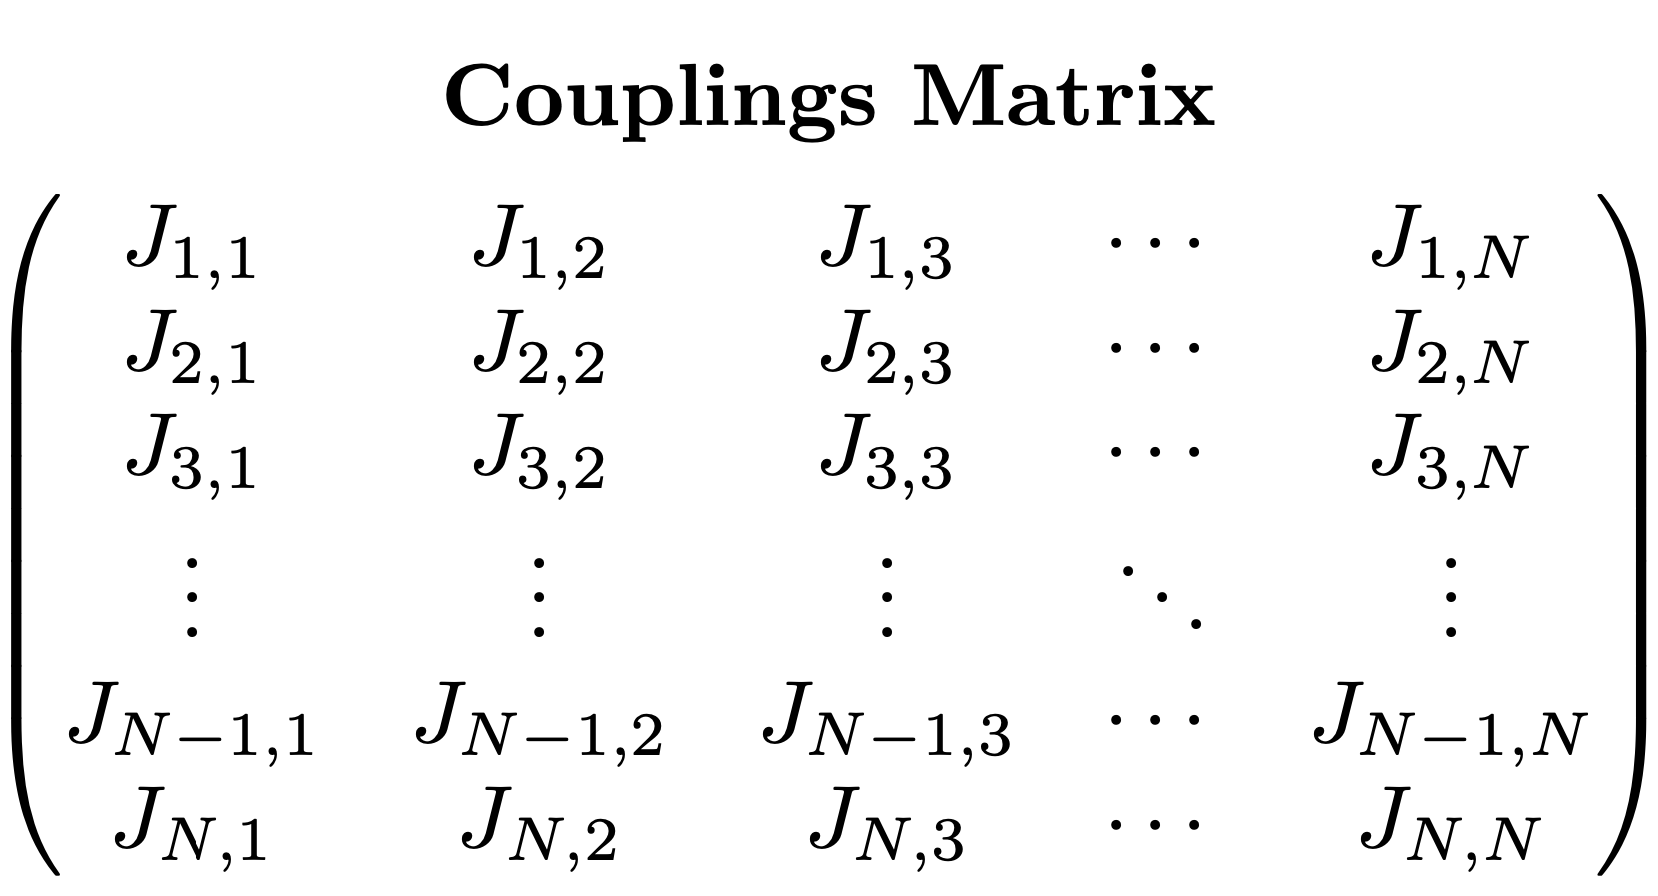 Couplings Matrix
J_{1,1} J_{1,2} J_{1,3} ⋯ J_{1,N}
J_{2,1} J_{2,2} J_{2,3} ⋯ J_{2,N}
J_{3,1} J_{3,2} J_{3,3} ⋯ J_{3,N}
⋮ ⋮ ⋮ ⋱ ⋮
J_{N−1,1} J_{N−1,2} J_{N−1,3} ⋯ J_{N−1,N}
J_{N,1} J_{N,2} J_{N,3} ⋯ J_{N,N}